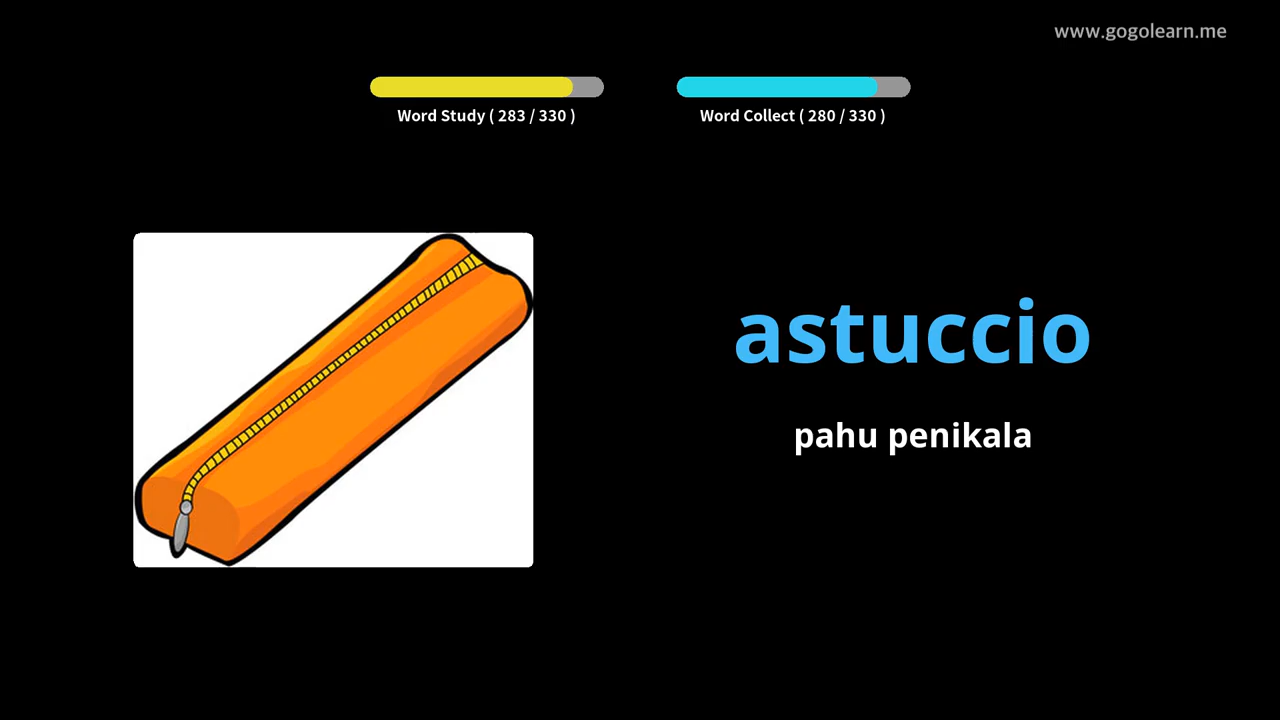 www.gogolearn.me
Word Study ( 283 / 330 )
Word Collect ( 280 / 330 )
astuccio
pahu penikala